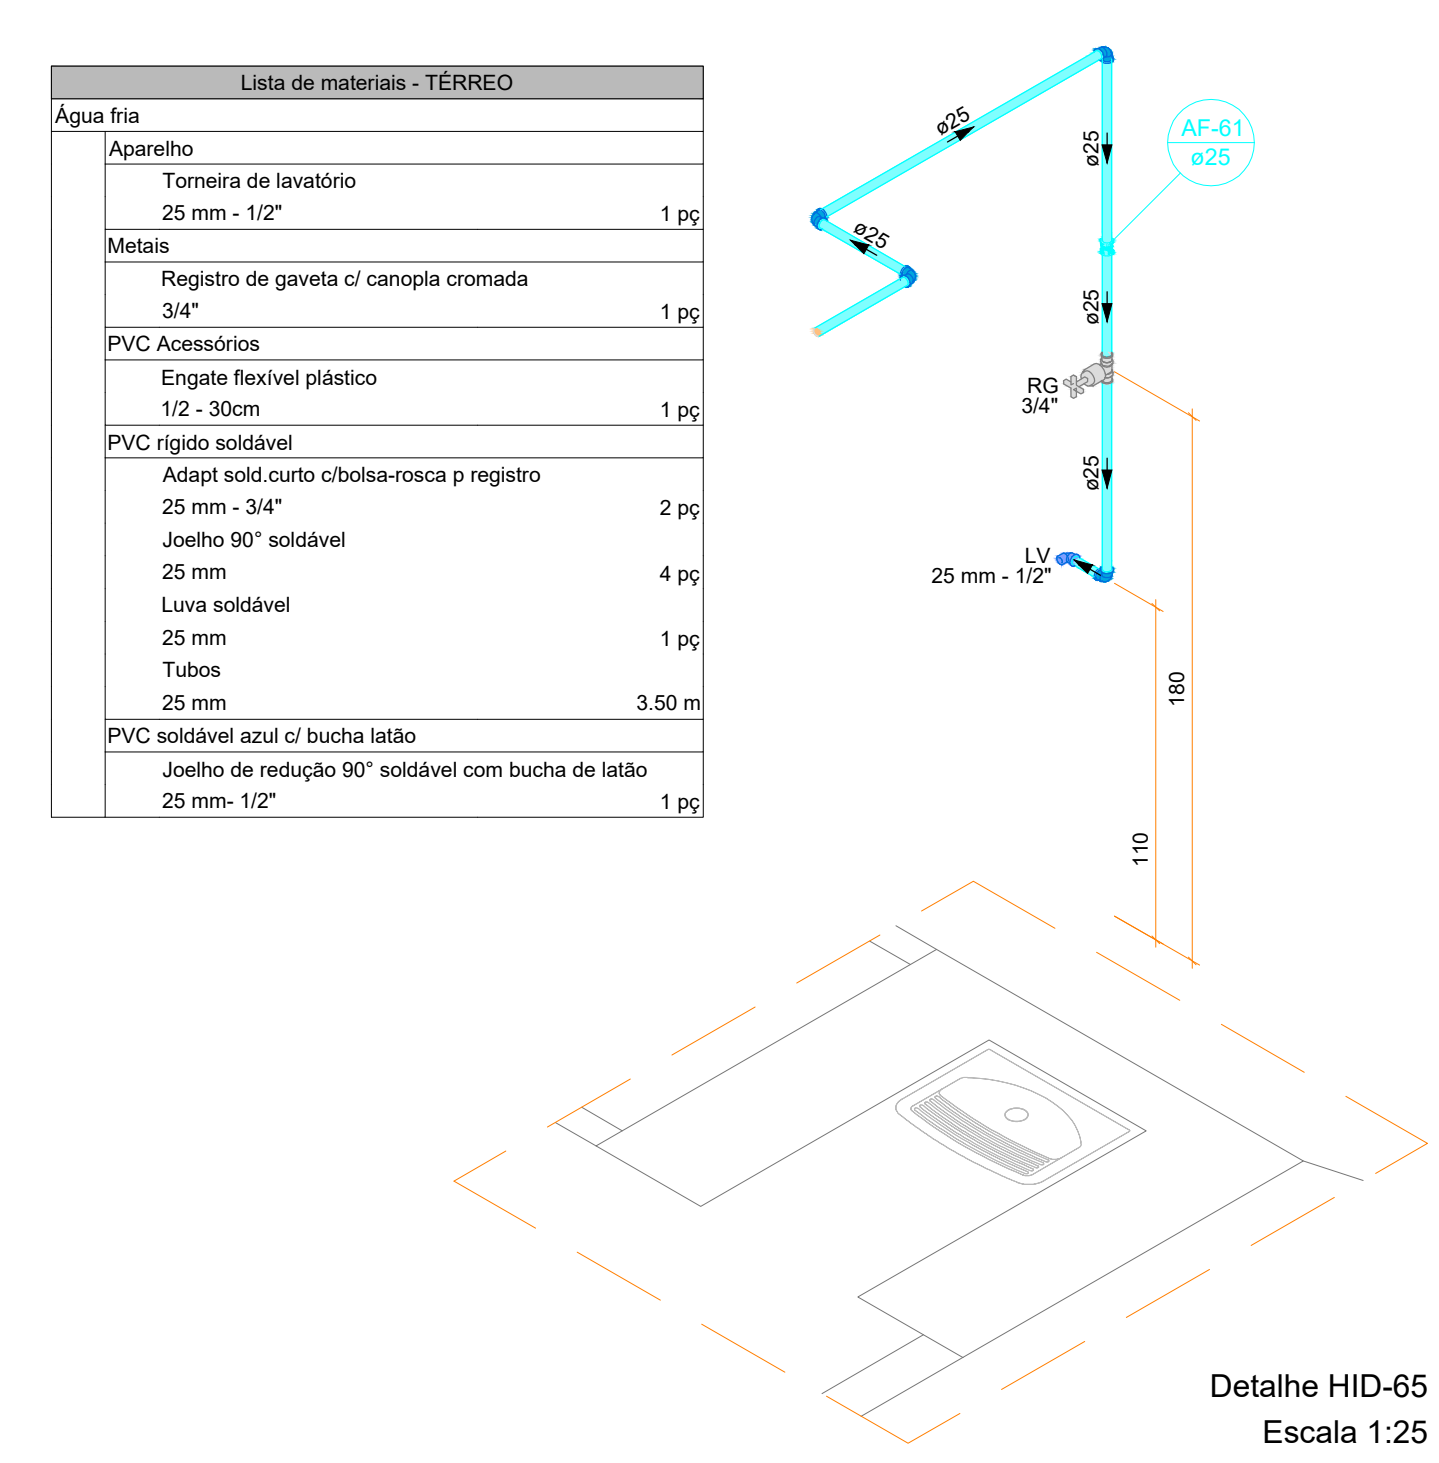 Lista de materiais - TÉRREO
Água fria
Aparelho
Torneira de lavatório
25 mm - 1/2" 1 pç
Metais
Registro de gaveta c/ canopla cromada
3/4" 1 pç
PVC Acessórios
Engate flexível plástico
1/2 - 30cm 1 pç
PVC rígido soldável
Adapt sold.curto c/bolsa-rosca p registro
25 mm - 3/4" 2 pç
Joelho 90° soldável
25 mm 4 pç
Luva soldável
25 mm 1 pç
Tubos
25 mm 3.50 m
PVC soldável azul c/ bucha latão
Joelho de redução 90° soldável com bucha de latão
25 mm- 1/2" 1 pç
ø25
ø25
AF-61
ø25
ø25
ø25
RG
3/4"
ø25
LV
25 mm - 1/2"
180
110
Detalhe HID-65
Escala 1:25